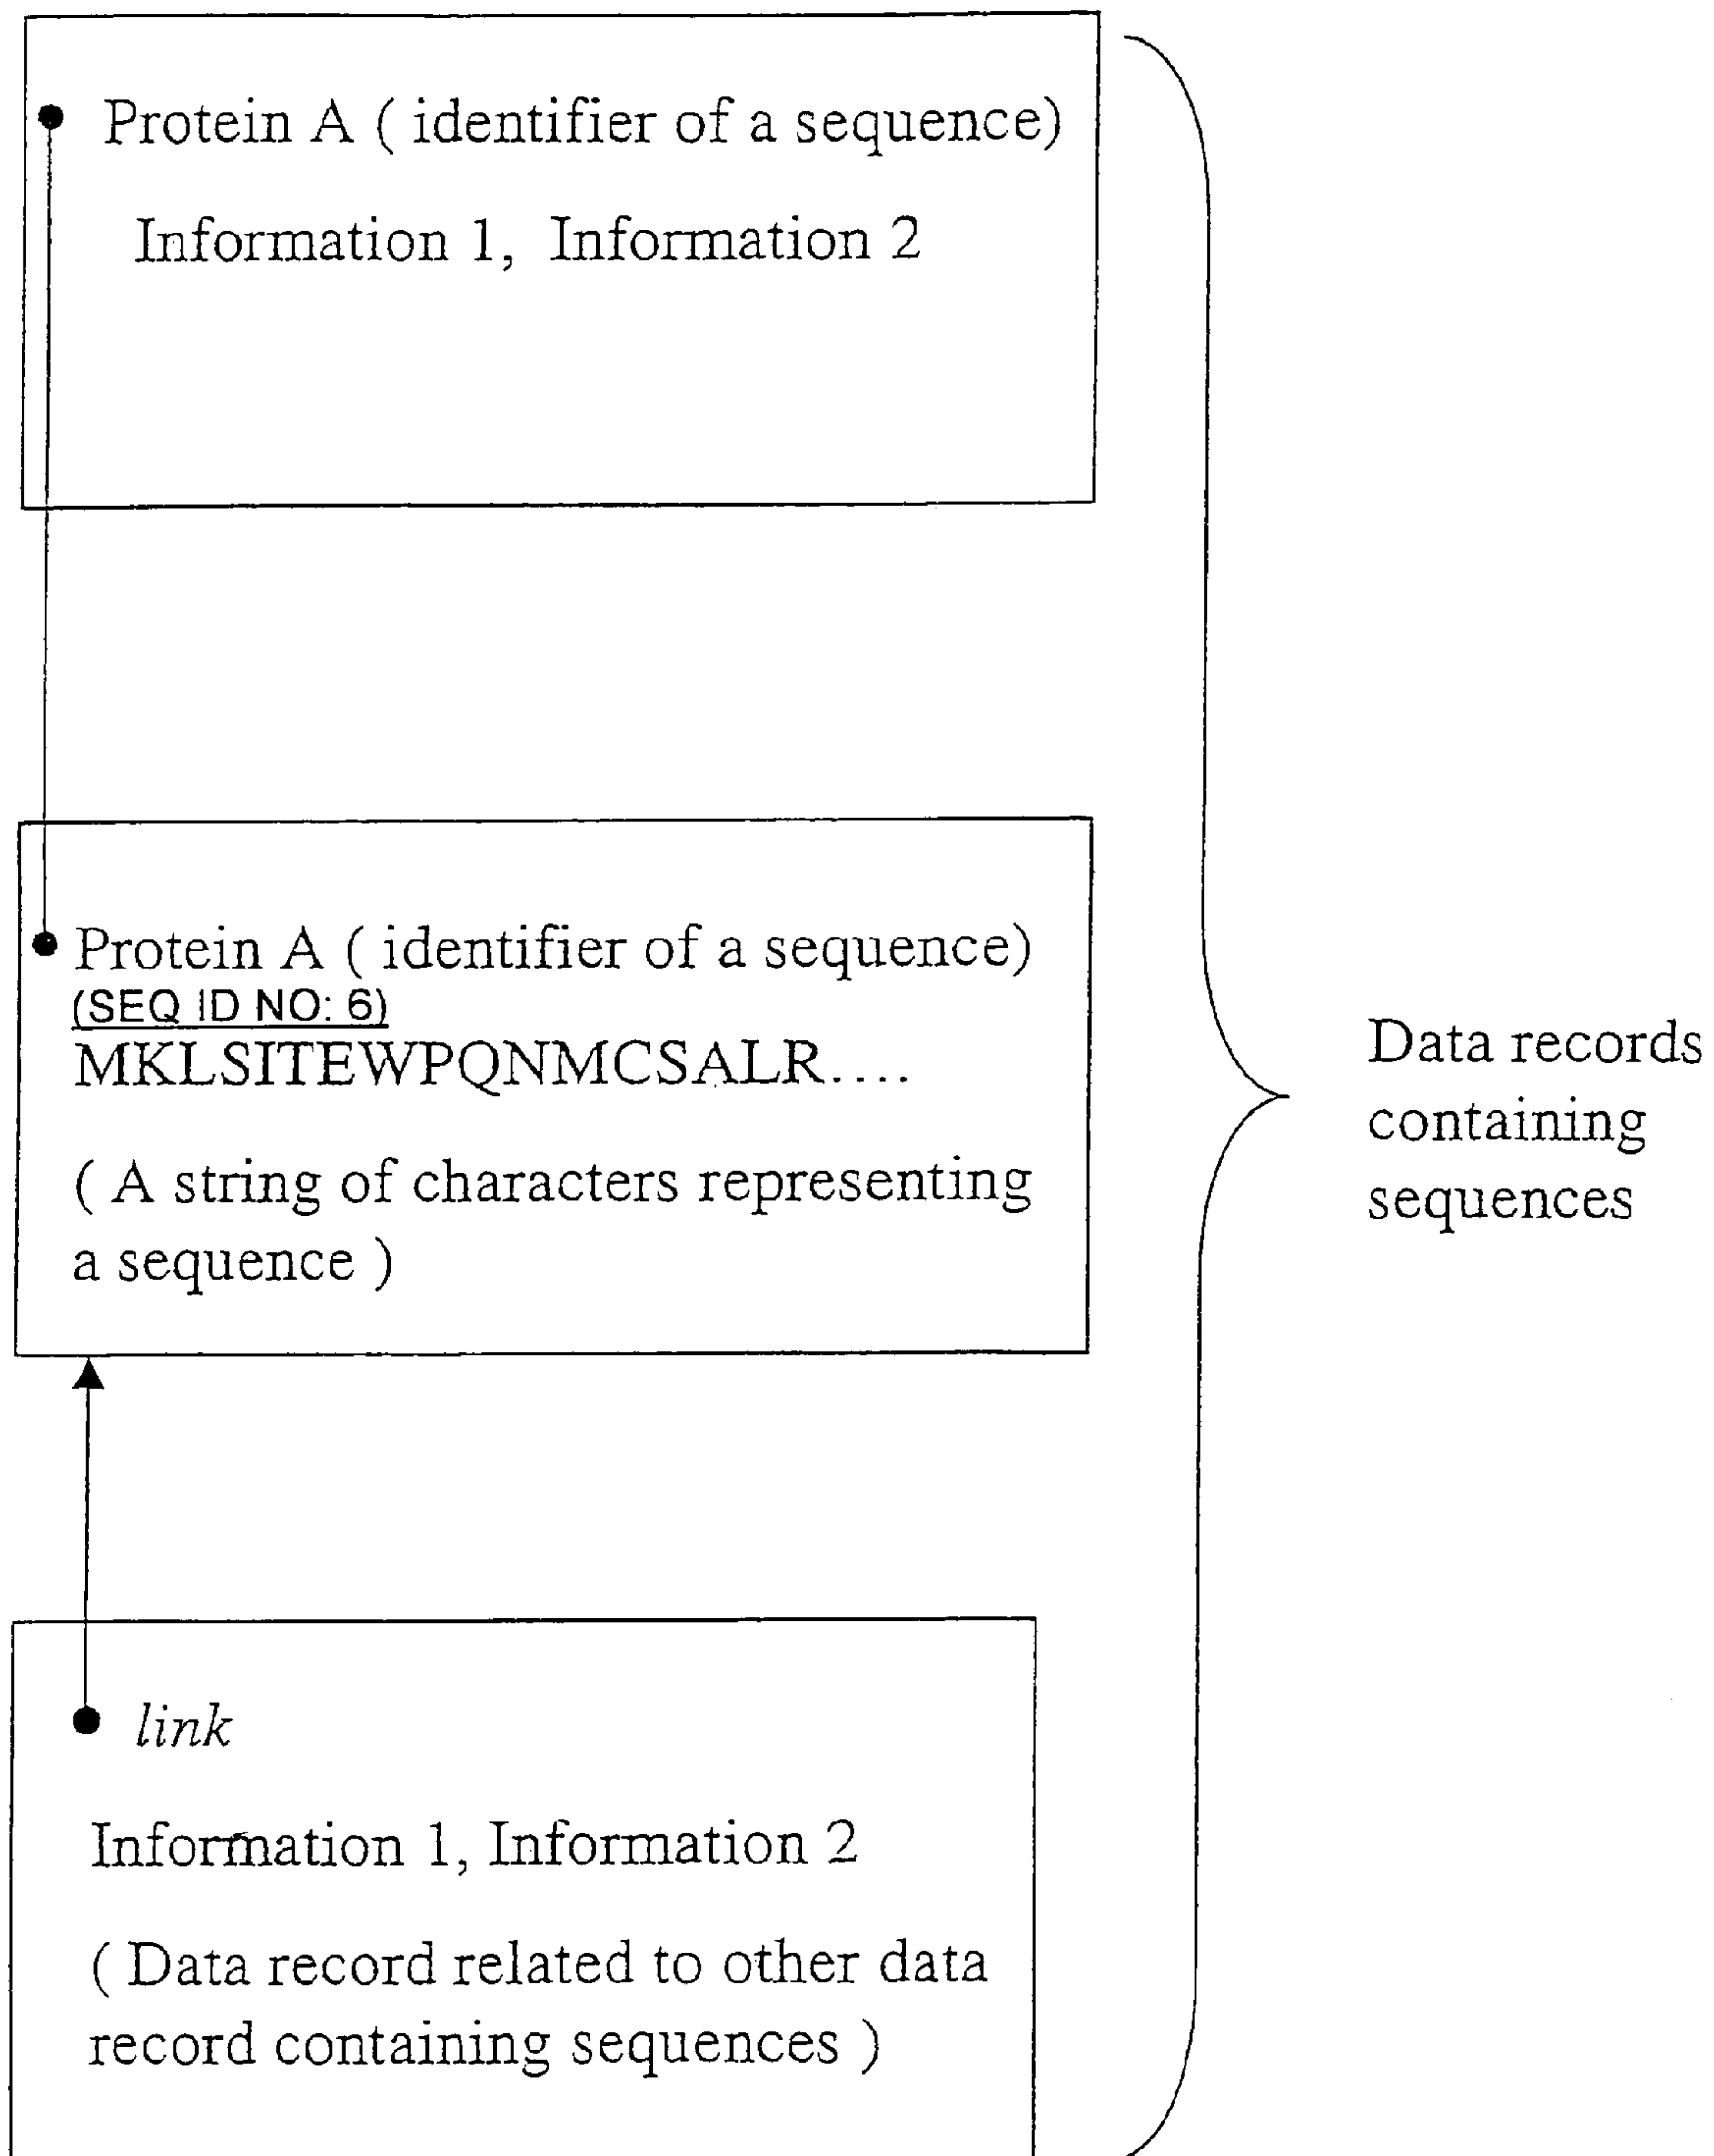 Protein A ( identifier of a sequence)
Information 1, Information 2
Protein A ( identifier of a sequence)
(SEQ ID NO: 6)
MKLSITEWPQNMCSALR....
( A string of characters representing
a sequence )
link
Information 1, Information 2
( Data record related to other data
record containing sequences )
Data records
containing
sequences